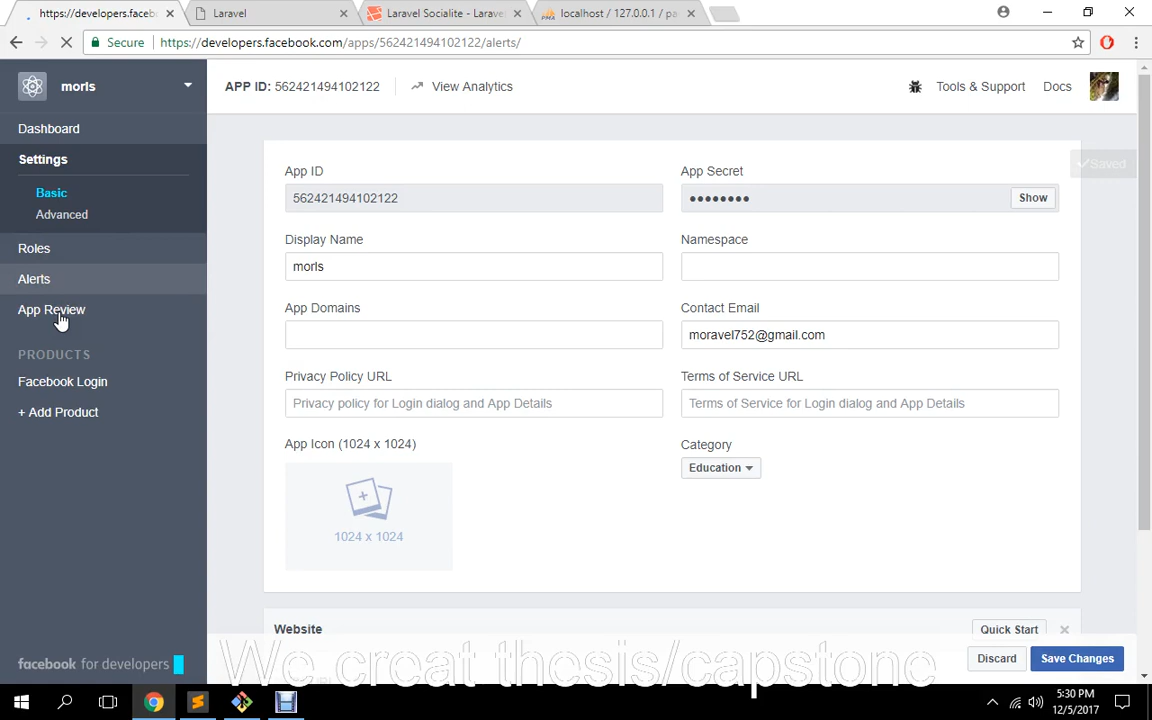 https://developers.faceb
Laravel
Laravel Socialite - Larave
localhost / 127.0.0.1 / pa
Secure
https://developers.facebook.com/apps/562421494102122/alerts/
morls
APP ID: 562421494102122
View Analytics
Tools & Support
Docs
Dashboard
Settings
Basic
Advanced
Roles
Alerts
App Review
PRODUCTS
Facebook Login
+ Add Product
Saved
App ID
App Secret
562421494102122
●●●●●●●●
Show
Display Name
Namespace
morls
App Domains
Contact Email
moravel752@gmail.com
Privacy Policy URL
Terms of Service URL
Privacy policy for Login dialog and App Details
Terms of Service for Login dialog and App Details
App Icon (1024 x 1024)
Category
Education
1024 x 1024
Website
Quick Start
facebook for developers
We creat thesis/capstone
Discard
Save Changes
5:30 PM
12/5/2017